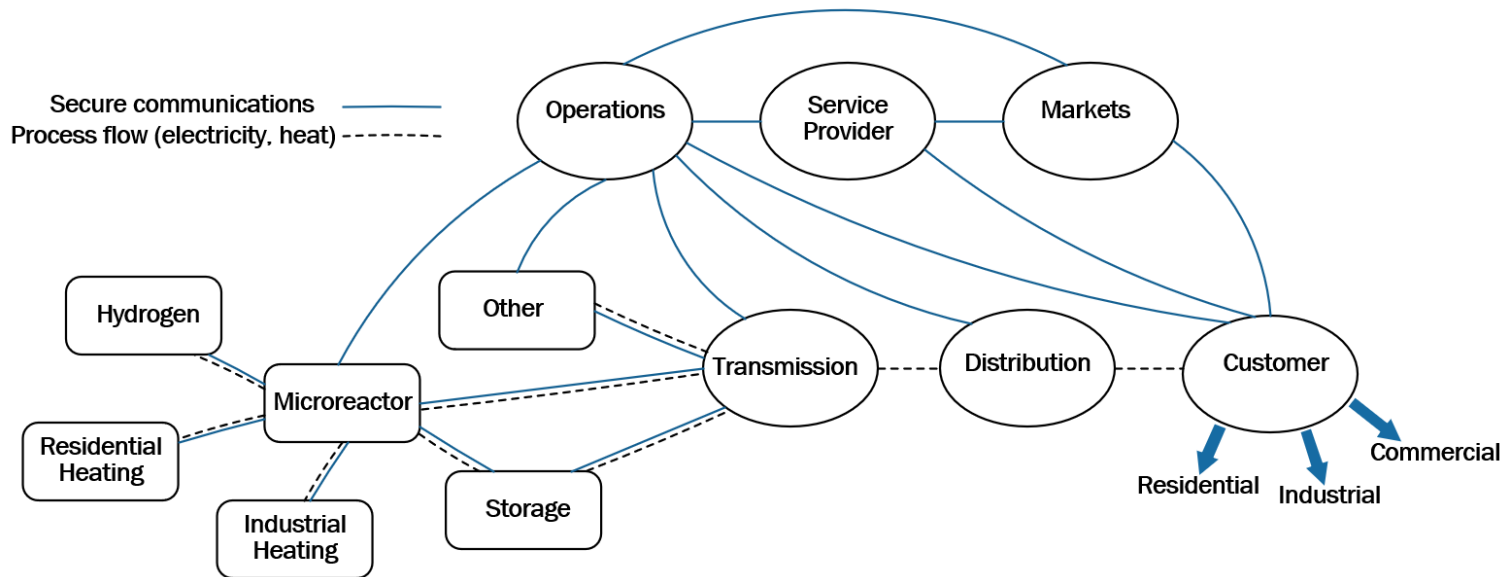 Secure communications
Process flow (electricity, heat)
Operations
Service
Provider
Markets
Hydrogen
Other
Microreactor
Transmission
Distribution
Customer
Residential
Heating
Industrial
Heating
Storage
Residential
Industrial
Commercial